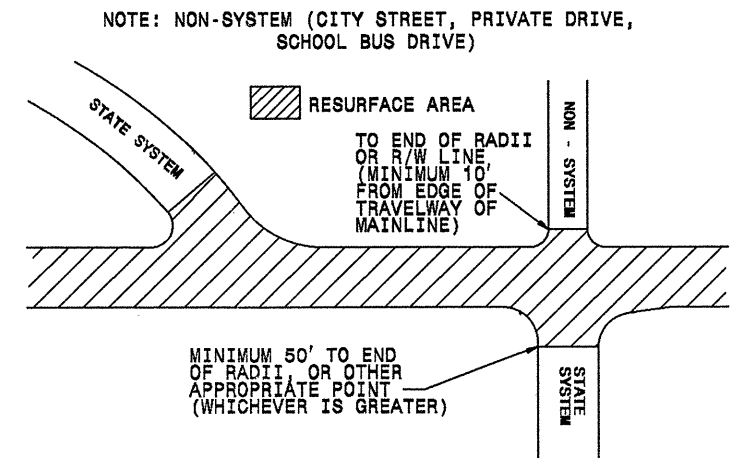 NOTE: NON-SYSTEM (CITY STREET, PRIVATE DRIVE,
SCHOOL BUS DRIVE)
STATE SYSTEM
RESURFACE AREA
TO END OF RADII
OR R/W LINE
(MINIMUM 10'
FROM EDGE OF
TRAVELWAY OF
MAINLINE)
NON - SYSTEM
MINIMUM 50' TO END
OF RADII, OR OTHER
APPROPRIATE POINT
(WHICHEVER IS GREATER)
STATE
SYSTEM